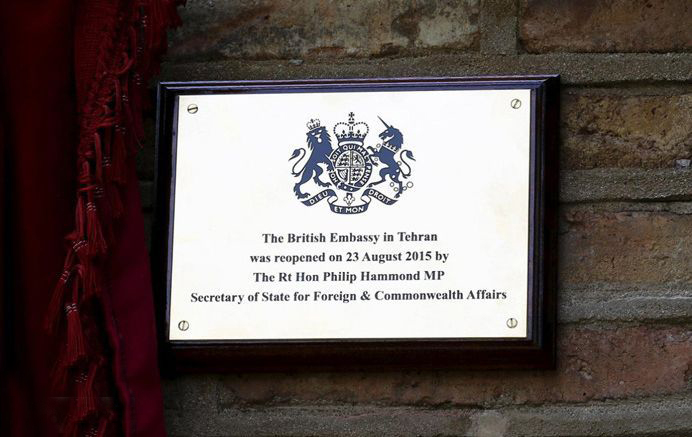 DIEU ET MON DROIT
The British Embassy in Tehran
was reopened on 23 August 2015 by
The Rt Hon Philip Hammond MP
Secretary of State for Foreign & Commonwealth Affairs